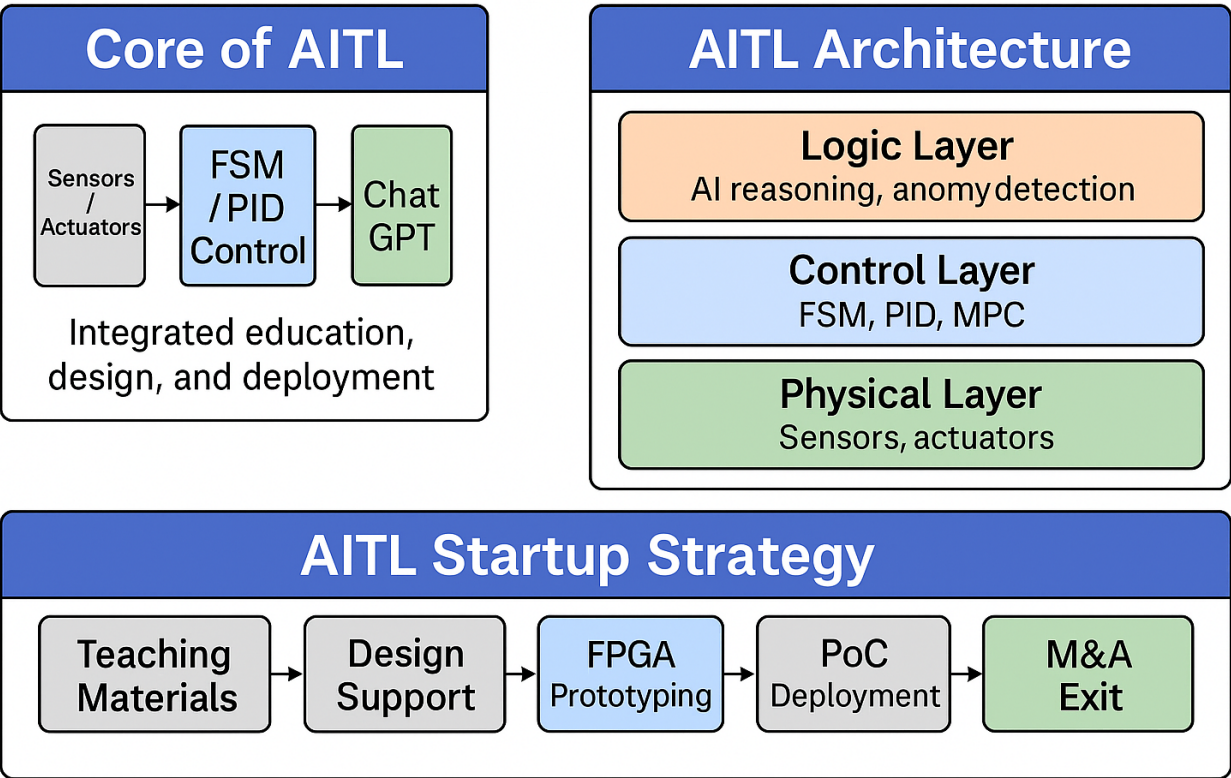 Core of AITL
Sensors
/
Actuators
FSM
/ PID
Control
Chat
GPT
Integrated education,
design, and deployment
AITL Architecture
Logic Layer
AI reasoning, anomy detection
Control Layer
FSM, PID, MPC
Physical Layer
Sensors, actuators
AITL Startup Strategy
Teaching
Materials
Design
Support
FPGA
Prototyping
PoC
Deployment
M&A
Exit